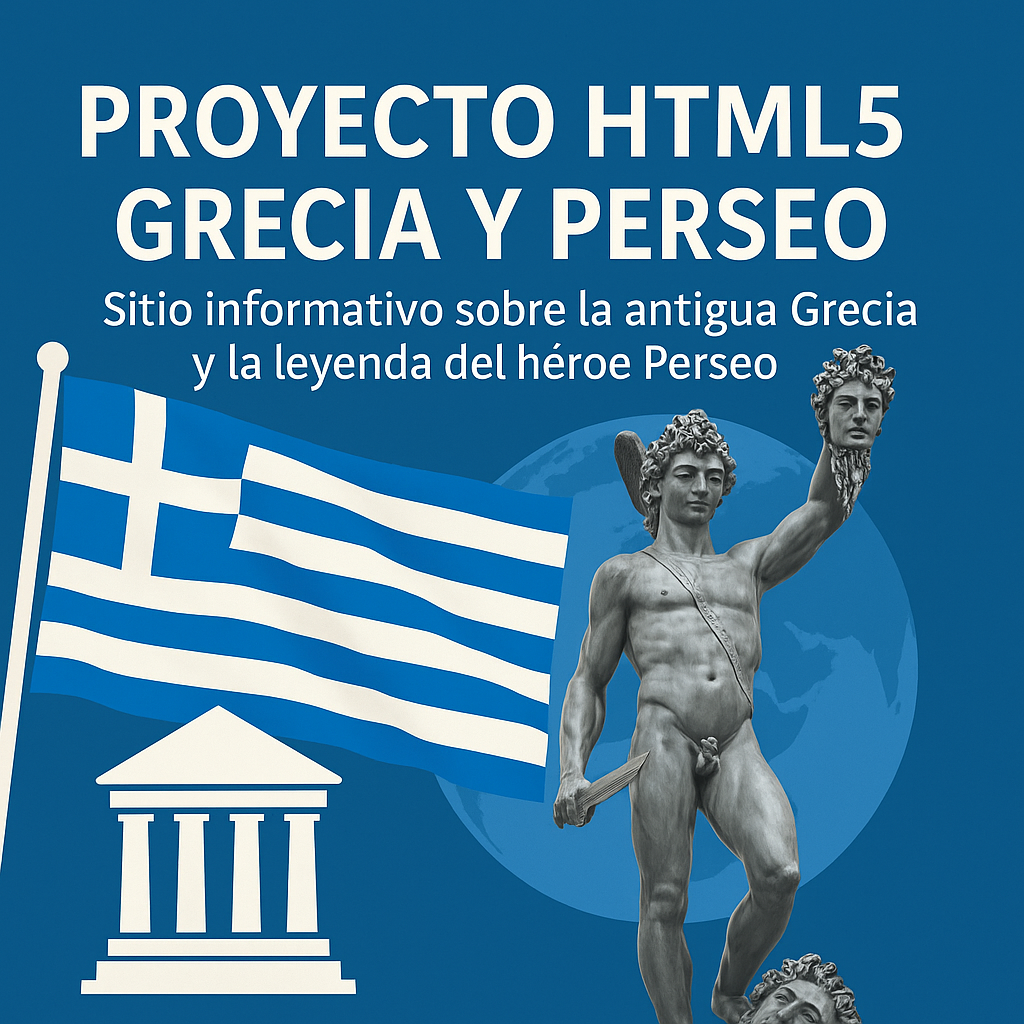 PROYECTO HTML5
GRECIA Y PERSEO
Sitio informativo sobre la antigua Grecia
y la leyenda del héroe Perseo